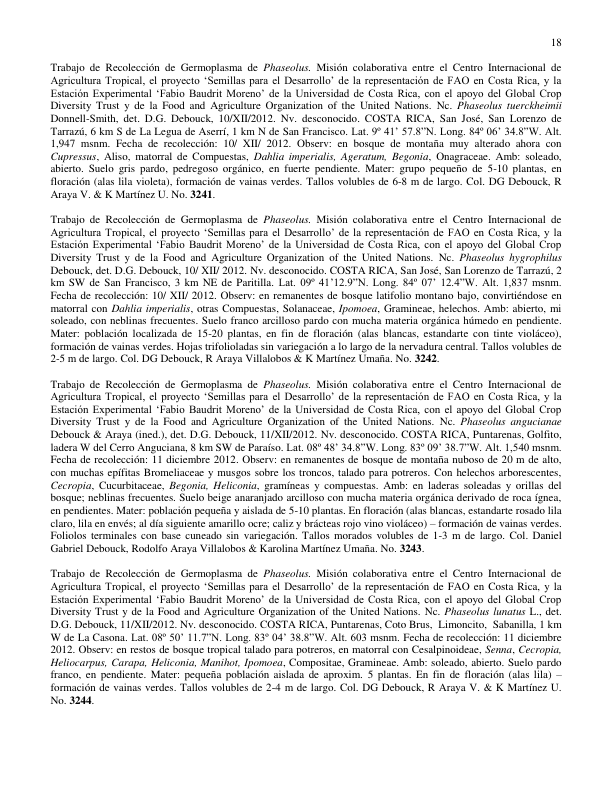 18
Trabajo de Recolección de Germoplasma de Phaseolus. Misión colaborativa entre el Centro Internacional de
Agricultura Tropical, el proyecto ‘Semillas para el Desarrollo’ de la representación de FAO en Costa Rica, y la
Estación Experimental ‘Fabio Baudrit Moreno’ de la Universidad de Costa Rica, con el apoyo del Global Crop
Diversity Trust y de la Food and Agriculture Organization of the United Nations. Nc. Phaseolus tuerckheimii
Donnell-Smith, det. D.G. Debouck, 10/XII/2012. Nv. desconocido. COSTA RICA, San José, San Lorenzo de
Tarrazú, 6 km S de La Legua de Aserrí, 1 km N de San Francisco. Lat. 9º 41’ 57.8”N. Long. 84º 06’ 34.8”W. Alt.
1,947 msnm. Fecha de recolección: 10/ XII/ 2012. Observ: en bosque de montaña muy alterado ahora con
Cupressus, Aliso, matorral de Compuestas, Dahlia imperialis, Ageratum, Begonia, Onagraceae. Amb: soleado,
abierto. Suelo gris pardo, pedregoso orgánico, en fuerte pendiente. Mater: grupo pequeño de 5-10 plantas, en
floración (alas lila violeta), formación de vainas verdes. Tallos volubles de 6-8 m de largo. Col. DG Debouck, R
Araya V. & K Martínez U. No. 3241.
Trabajo de Recolección de Germoplasma de Phaseolus. Misión colaborativa entre el Centro Internacional de
Agricultura Tropical, el proyecto ‘Semillas para el Desarrollo’ de la representación de FAO en Costa Rica, y la
Estación Experimental ‘Fabio Baudrit Moreno’ de la Universidad de Costa Rica, con el apoyo del Global Crop
Diversity Trust y de la Food and Agriculture Organization of the United Nations. Nc. Phaseolus hygrophilus
Debouck, det. D.G. Debouck, 10/ XII/ 2012. Nv. desconocido. COSTA RICA, San José, San Lorenzo de Tarrazú, 2
km SW de San Francisco, 3 km NE de Paritilla. Lat. 09º 41’12.9”N. Long. 84º 07’ 12.4”W. Alt. 1,837 msnm.
Fecha de recolección: 10/ XII/ 2012. Observ: en remanentes de bosque latifolio montano bajo, convirtiéndose en
matorral con Dahlia imperialis, otras Compuestas, Solanaceae, Ipomoea, Gramineae, helechos. Amb: abierto, mi
soleado, con neblinas frecuentes. Suelo franco arcilloso pardo con mucha materia orgánica húmedo en pendiente.
Mater: población localizada de 15-20 plantas, en fin de floración (alas blancas, estandarte con tinte violáceo),
formación de vainas verdes. Hojas trifolioladas sin variegación a lo largo de la nervadura central. Tallos volubles de
2-5 m de largo. Col. DG Debouck, R Araya Villalobos & K Martínez Umaña. No. 3242.
Trabajo de Recolección de Germoplasma de Phaseolus. Misión colaborativa entre el Centro Internacional de
Agricultura Tropical, el proyecto ‘Semillas para el Desarrollo’ de la representación de FAO en Costa Rica, y la
Estación Experimental ‘Fabio Baudrit Moreno’ de la Universidad de Costa Rica, con el apoyo del Global Crop
Diversity Trust y de la Food and Agriculture Organization of the United Nations. Nc. Phaseolus angucianae
Debouck & Araya (ined.), det. D.G. Debouck, 11/XII/2012. Nv. desconocido. COSTA RICA, Puntarenas, Golfito,
ladera W del Cerro Anguciana, 8 km SW de Paraíso. Lat. 08º 48’ 34.8”W. Long. 83º 09’ 38.7”W. Alt. 1,540 msnm.
Fecha de recolección: 11 diciembre 2012. Observ: en remanentes de bosque de montaña nuboso de 20 m de alto,
con muchas epífitas Bromeliaceae y musgos sobre los troncos, talado para potreros. Con helechos arborescentes,
Cecropia, Cucurbitaceae, Begonia, Heliconia, gramíneas y compuestas. Amb: en laderas soleadas y orillas del
bosque; neblinas frecuentes. Suelo beige anaranjado arcilloso con mucha materia orgánica derivado de roca ígnea,
en pendientes. Mater: población pequeña y aislada de 5-10 plantas. En floración (alas blancas, estandarte rosado lila
claro, lila en envés; al día siguiente amarillo ocre; caliz y brácteas rojo vino violáceo) – formación de vainas verdes.
Foliolos terminales con base cuneado sin variegación. Tallos morados volubles de 1-3 m de largo. Col. Daniel
Gabriel Debouck, Rodolfo Araya Villalobos & Karolina Martínez Umaña. No. 3243.
Trabajo de Recolección de Germoplasma de Phaseolus. Misión colaborativa entre el Centro Internacional de
Agricultura Tropical, el proyecto ‘Semillas para el Desarrollo’ de la representación de FAO en Costa Rica, y la
Estación Experimental ‘Fabio Baudrit Moreno’ de la Universidad de Costa Rica, con el apoyo del Global Crop
Diversity Trust y de la Food and Agriculture Organization of the United Nations. Nc. Phaseolus lunatus L., det.
D.G. Debouck, 11/XII/2012. Nv. desconocido. COSTA RICA, Puntarenas, Coto Brus, Limoncito, Sabanilla, 1 km
W de La Casona. Lat. 08º 50’ 11.7”N. Long. 83º 04’ 38.8”W. Alt. 603 msnm. Fecha de recolección: 11 diciembre
2012. Observ: en restos de bosque tropical talado para potreros, en matorral con Cesalpinoideae, Senna, Cecropia,
Heliocarpus, Carapa, Heliconia, Manihot, Ipomoea, Compositae, Gramineae. Amb: soleado, abierto. Suelo pardo
franco, en pendiente. Mater: pequeña población aislada de aproxim. 5 plantas. En fin de floración (alas lila) –
formación de vainas verdes. Tallos volubles de 2-4 m de largo. Col. DG Debouck, R Araya V. & K Martínez U.
No. 3244.